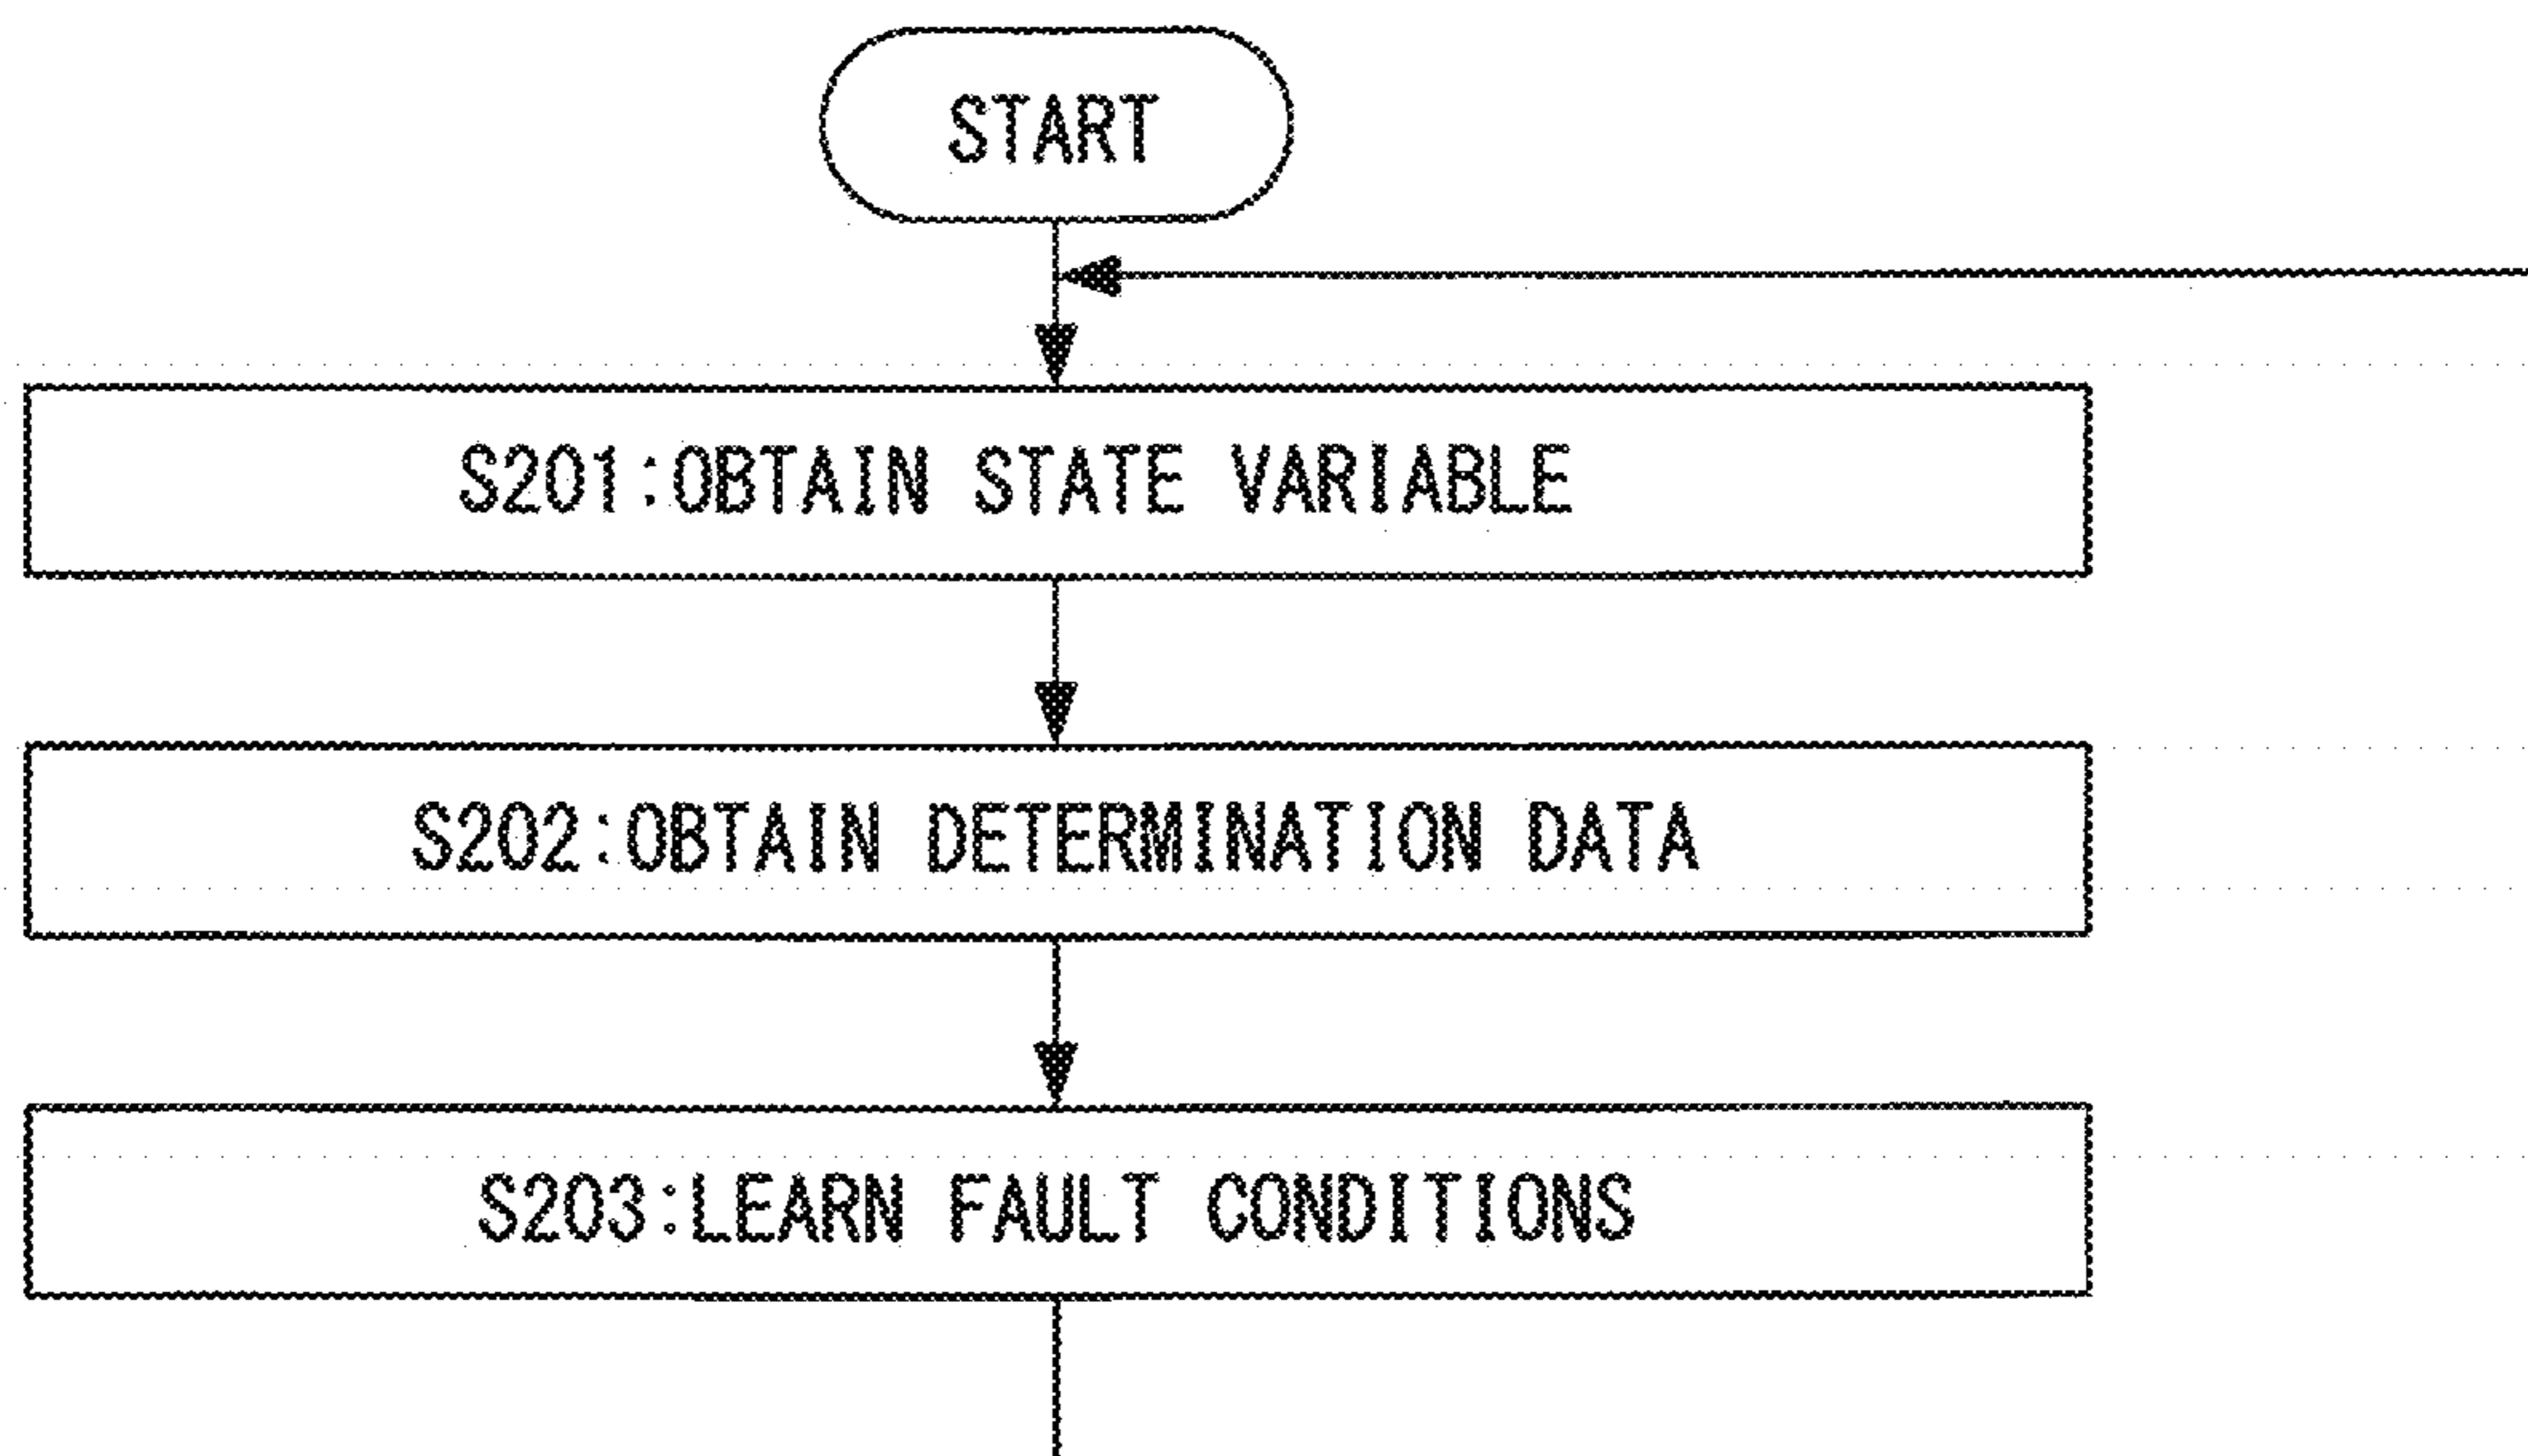 START
S201:OBTAIN STATE VARIABLE
S202:OBTAIN DETERMINATION DATA
S203:LEARN FAULT CONDITIONS